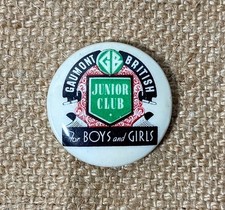 GAUMONT BRITISH
GB
JUNIOR
CLUB
for BOYS and GIRLS